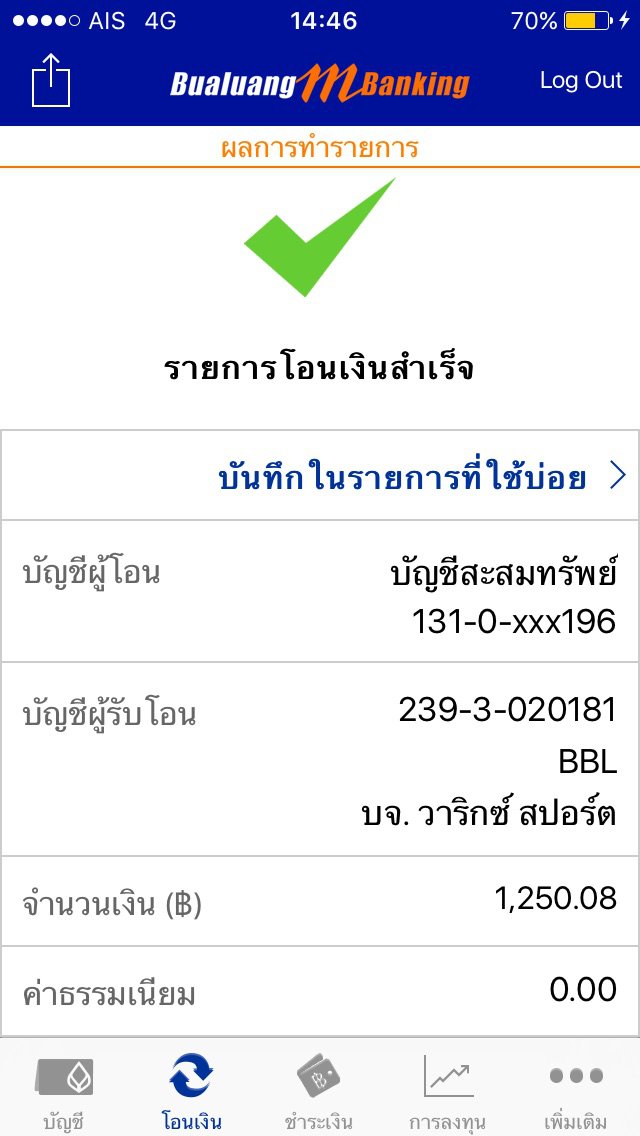 AIS 4G 14:46 70%
Bualuang mBanking Log Out
ผลการทำรายการ
รายการโอนเงินสำเร็จ
บันทึกในรายการที่ใช้บ่อย
บัญชีผู้โอน บัญชีสะสมทรัพย์
131-0-xxx196
บัญชีผู้รับโอน 239-3-020181
BBL
บจ. วาริกซ์ สปอร์ต
จำนวนเงิน (฿) 1,250.08
ค่าธรรมเนียม 0.00
บัญชี โอนเงิน ชำระเงิน การลงทุน เพิ่มเติม